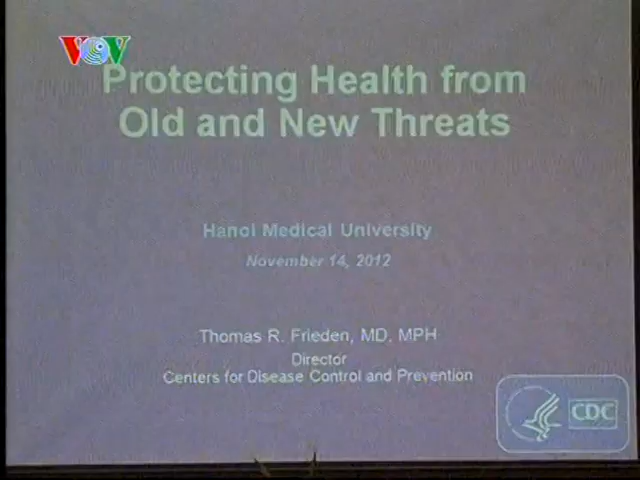 VOV
Protecting Health from
Old and New Threats
Hanoi Medical University
November 14, 2012
Thomas R. Frieden, MD, MPH
Director
Centers for Disease Control and Prevention
CDC